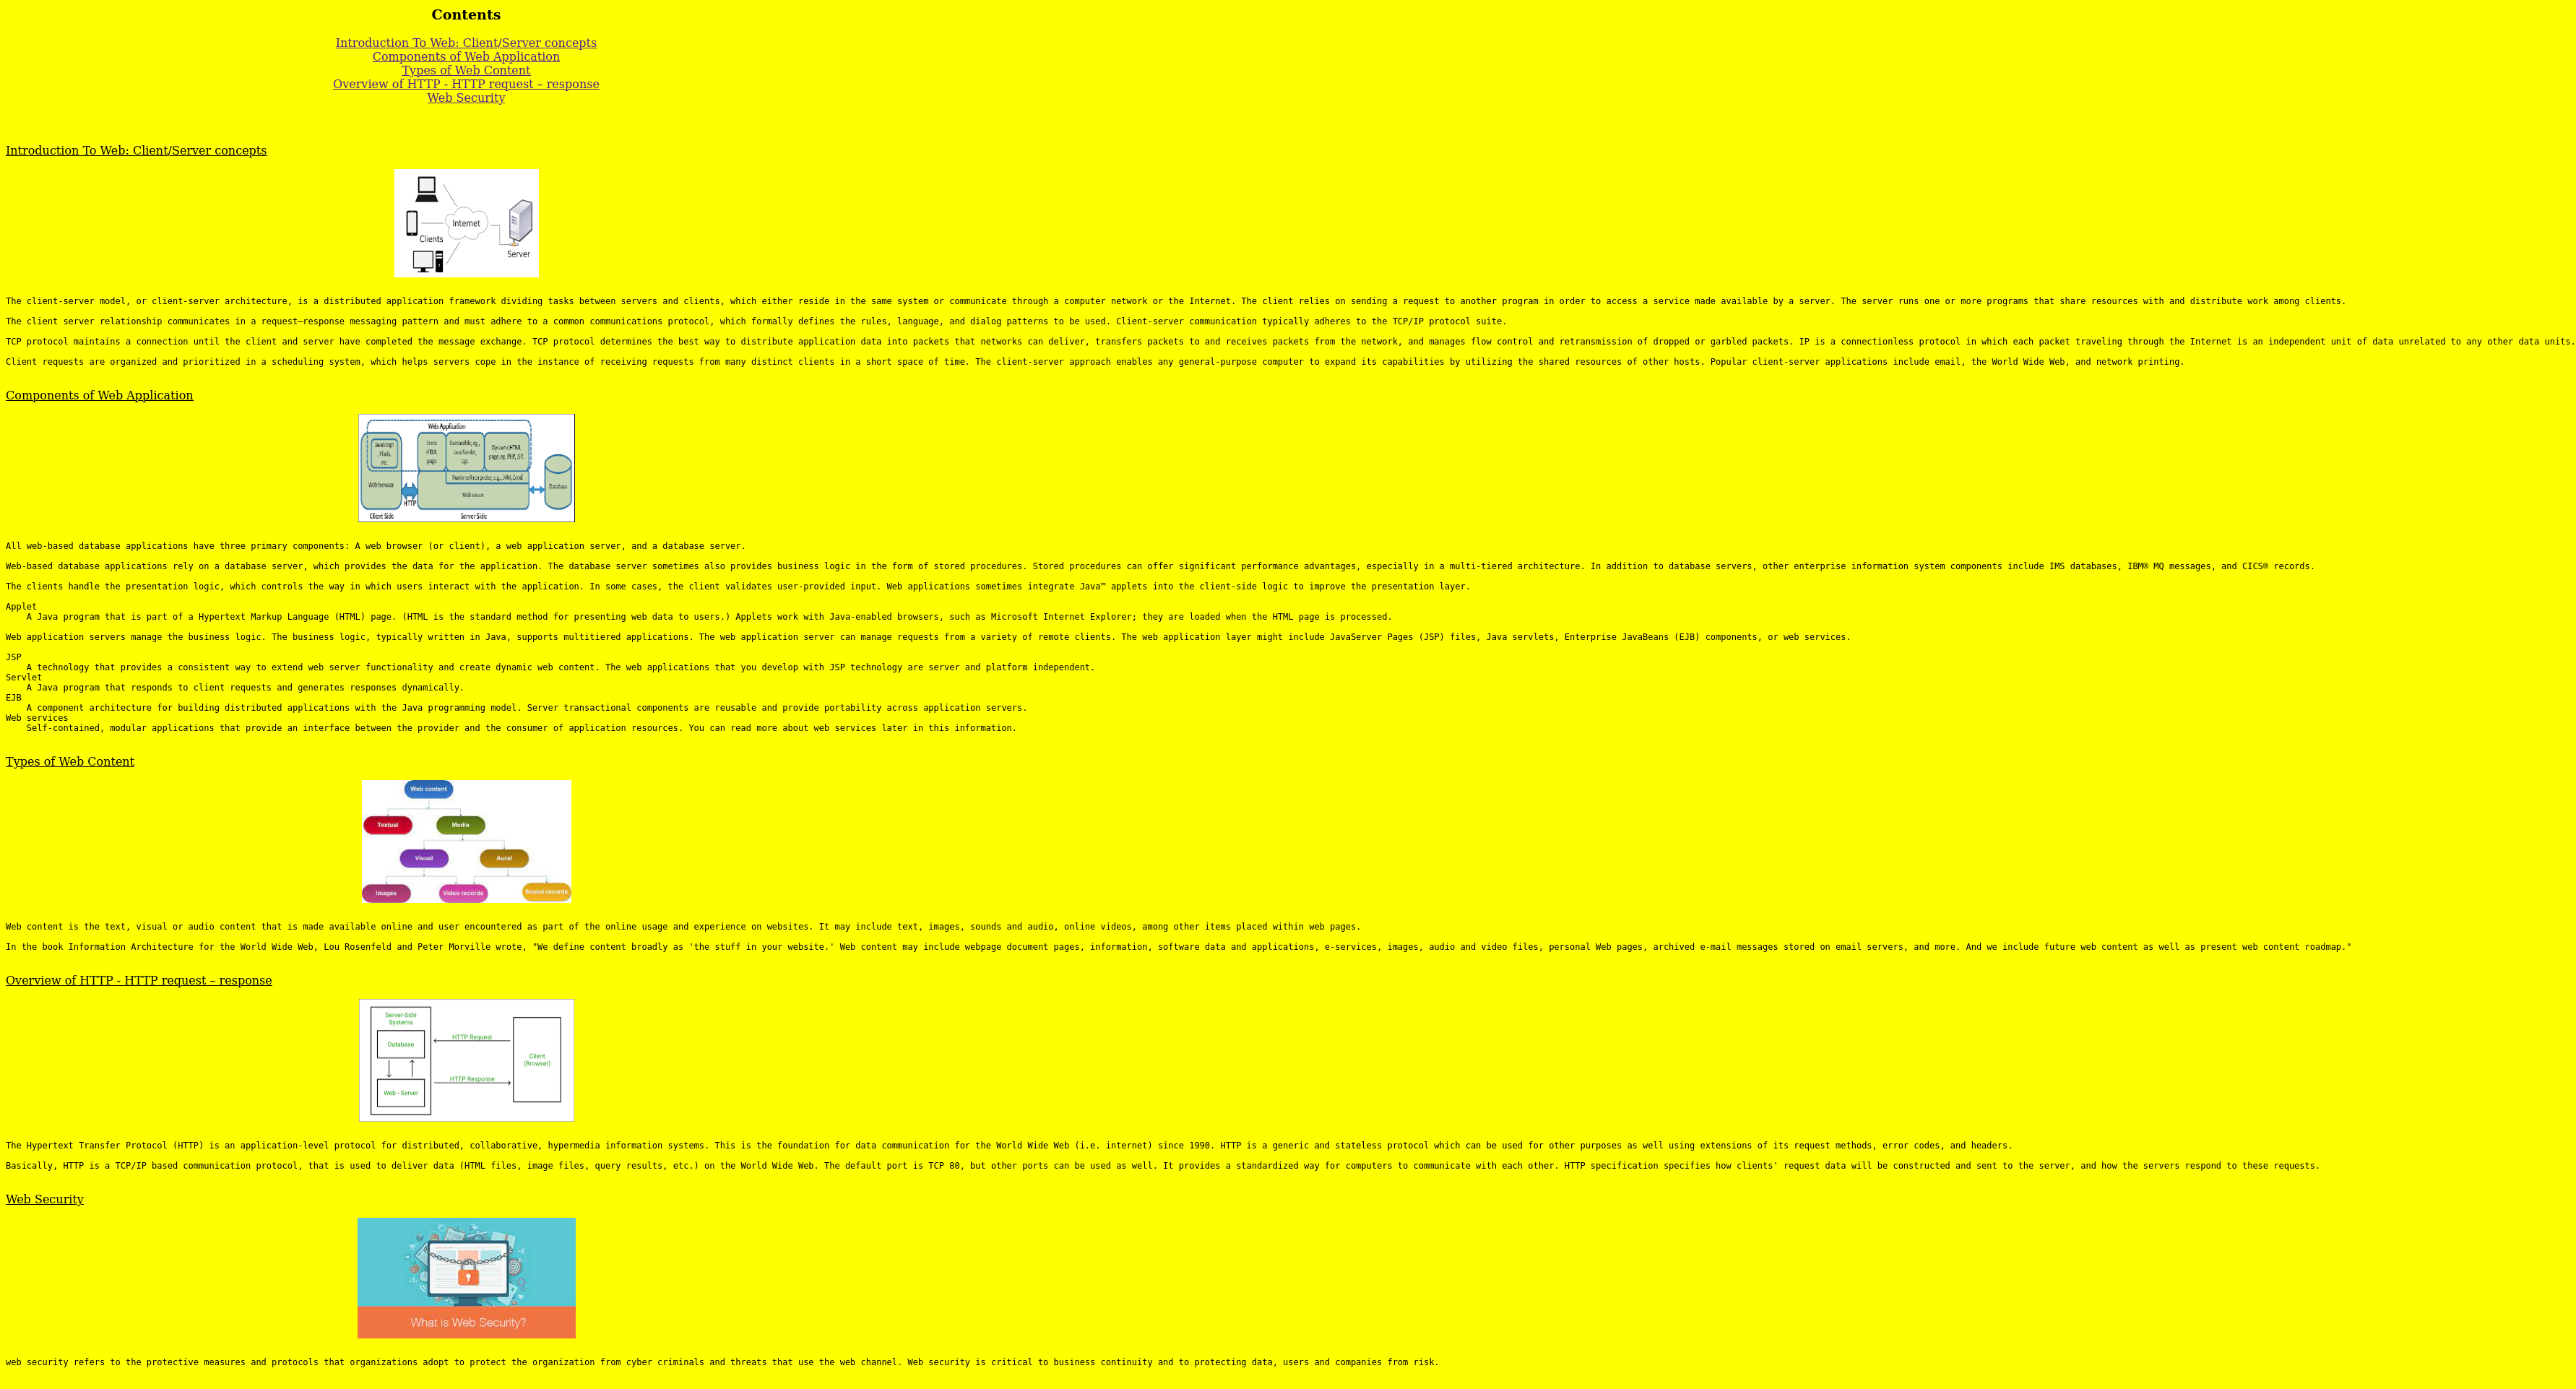 Contents
Introduction To Web: Client/Server concepts
Components of Web Application
Types of Web Content
Overview of HTTP - HTTP request – response
Web Security
Introduction To Web: Client/Server concepts
Internet
Clients
Server
The client-server model, or client-server architecture, is a distributed application framework dividing tasks between servers and clients, which either reside in the same system or communicate through a computer network or the Internet. The client relies on sending a request to another program in order to access a service made available by a server. The server runs one or more programs that share resources with and distribute work among clients.
The client server relationship communicates in a request–response messaging pattern and must adhere to a common communications protocol, which formally defines the rules, language, and dialog patterns to be used. Client-server communication typically adheres to the TCP/IP protocol suite.
TCP protocol maintains a connection until the client and server have completed the message exchange. TCP protocol determines the best way to distribute application data into packets that networks can deliver, transfers packets to and receives packets from the network, and manages flow control and retransmission of dropped or garbled packets. IP is a connectionless protocol in which each packet traveling through the Internet is an independent unit of data unrelated to any other data units.
Client requests are organized and prioritized in a scheduling system, which helps servers cope in the instance of receiving requests from many distinct clients in a short space of time. The client-server approach enables any general-purpose computer to expand its capabilities by utilizing the shared resources of other hosts. Popular client-server applications include email, the World Wide Web, and network printing.
Components of Web Application
Web Application
JavaScript
, Flash,
etc.
Static
HTML
page
Executable, e.g.,
Java Servlet,
cgi.
Dynamic HTML
page, eg. PHP, JSP.
Runtime/Interpreter, e.g., JVM, Zend
Web browser
Web server
Database
HTTP
Client Side
Server Side
All web-based database applications have three primary components: A web browser (or client), a web application server, and a database server.
Web-based database applications rely on a database server, which provides the data for the application. The database server sometimes also provides business logic in the form of stored procedures. Stored procedures can offer significant performance advantages, especially in a multi-tiered architecture. In addition to database servers, other enterprise information system components include IMS databases, IBM® MQ messages, and CICS® records.
The clients handle the presentation logic, which controls the way in which users interact with the application. In some cases, the client validates user-provided input. Web applications sometimes integrate Java™ applets into the client-side logic to improve the presentation layer.
Applet
A Java program that is part of a Hypertext Markup Language (HTML) page. (HTML is the standard method for presenting web data to users.) Applets work with Java-enabled browsers, such as Microsoft Internet Explorer; they are loaded when the HTML page is processed.
Web application servers manage the business logic. The business logic, typically written in Java, supports multitiered applications. The web application server can manage requests from a variety of remote clients. The web application layer might include JavaServer Pages (JSP) files, Java servlets, Enterprise JavaBeans (EJB) components, or web services.
JSP
A technology that provides a consistent way to extend web server functionality and create dynamic web content. The web applications that you develop with JSP technology are server and platform independent.
Servlet
A Java program that responds to client requests and generates responses dynamically.
EJB
A component architecture for building distributed applications with the Java programming model. Server transactional components are reusable and provide portability across application servers.
Web services
Self-contained, modular applications that provide an interface between the provider and the consumer of application resources. You can read more about web services later in this information.
Types of Web Content
Web content
Textual
Media
Visual
Aural
Images
Video records
Sound records
Web content is the text, visual or audio content that is made available online and user encountered as part of the online usage and experience on websites. It may include text, images, sounds and audio, online videos, among other items placed within web pages.
In the book Information Architecture for the World Wide Web, Lou Rosenfeld and Peter Morville wrote, "We define content broadly as 'the stuff in your website.' Web content may include webpage document pages, information, software data and applications, e-services, images, audio and video files, personal Web pages, archived e-mail messages stored on email servers, and more. And we include future web content as well as present web content roadmap."
Overview of HTTP - HTTP request – response
Server-Side
Systems
Database
Web - Server
HTTP Request
HTTP Response
Client
(Browser)
The Hypertext Transfer Protocol (HTTP) is an application-level protocol for distributed, collaborative, hypermedia information systems. This is the foundation for data communication for the World Wide Web (i.e. internet) since 1990. HTTP is a generic and stateless protocol which can be used for other purposes as well using extensions of its request methods, error codes, and headers.
Basically, HTTP is a TCP/IP based communication protocol, that is used to deliver data (HTML files, image files, query results, etc.) on the World Wide Web. The default port is TCP 80, but other ports can be used as well. It provides a standardized way for computers to communicate with each other. HTTP specification specifies how clients' request data will be constructed and sent to the server, and how the servers respond to these requests.
Web Security
What is Web Security?
web security refers to the protective measures and protocols that organizations adopt to protect the organization from cyber criminals and threats that use the web channel. Web security is critical to business continuity and to protecting data, users and companies from risk.